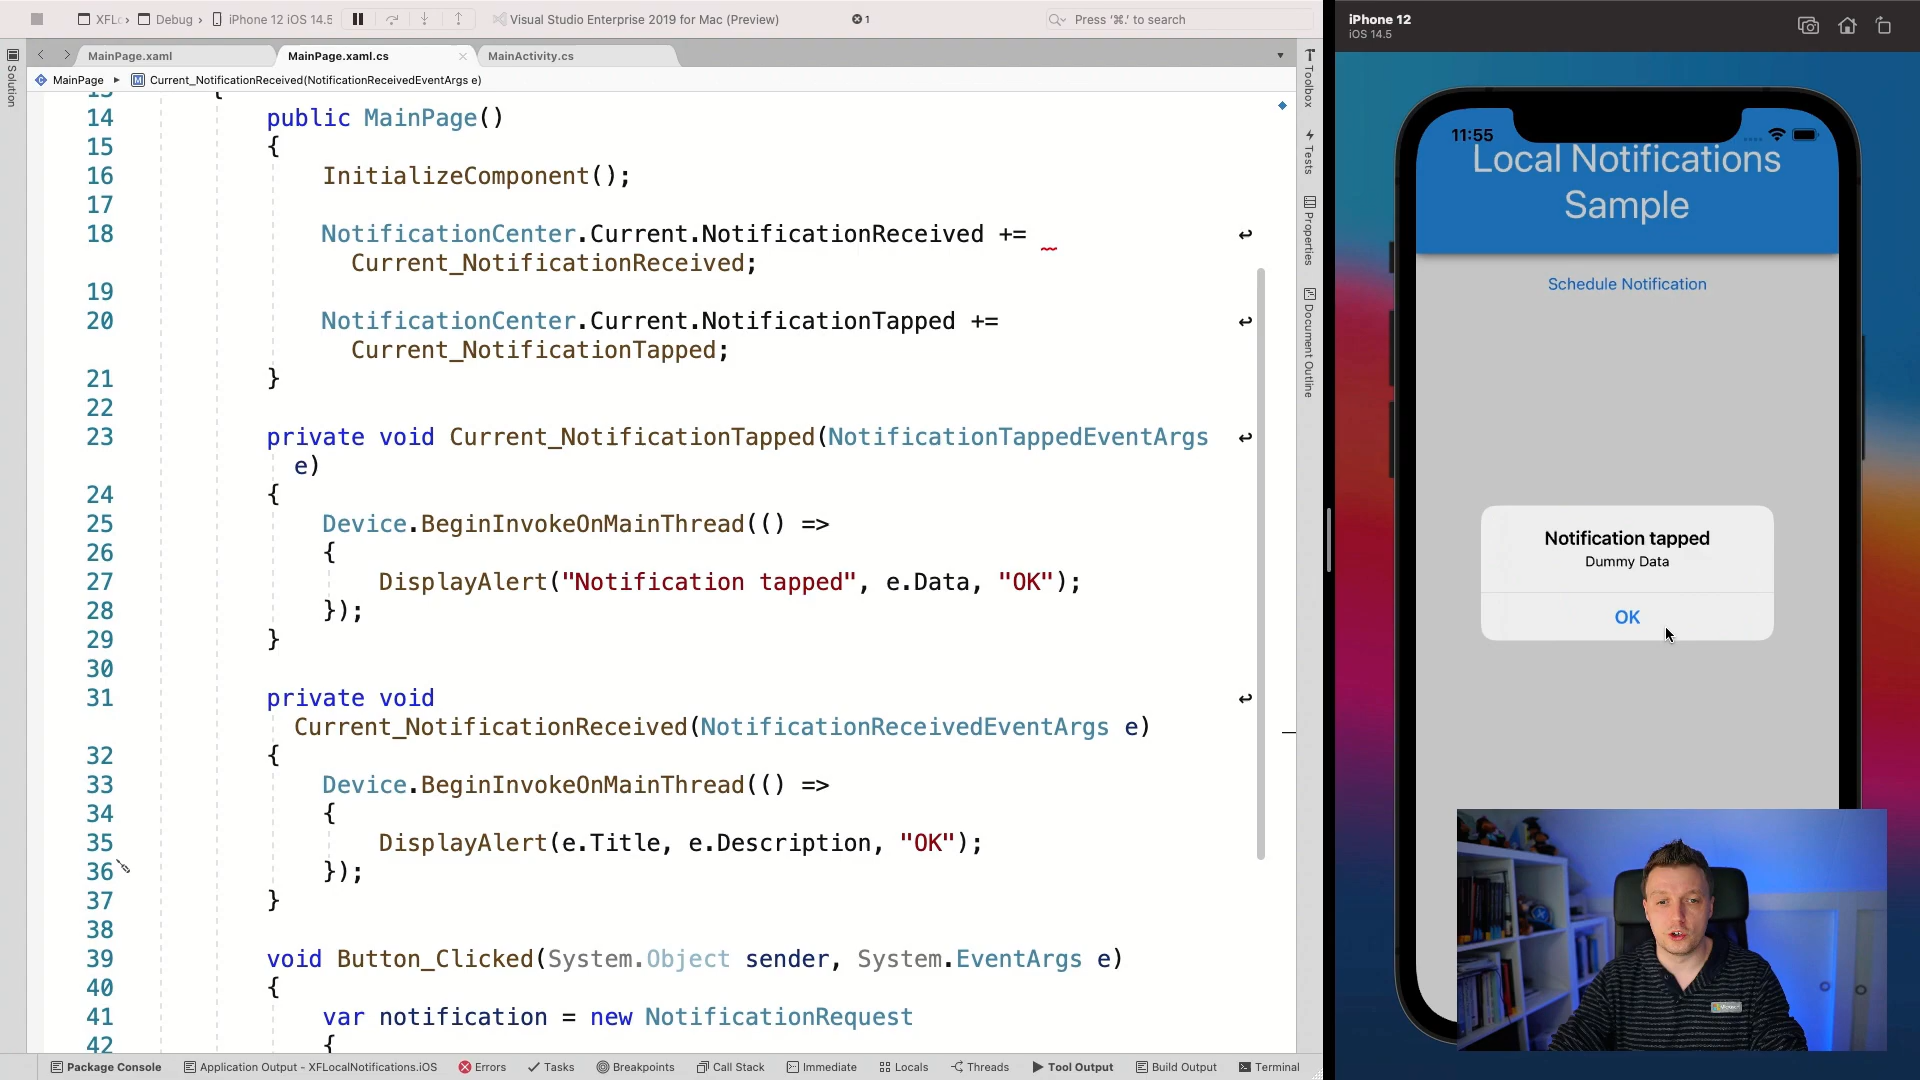 Debug
iPhone 12 iOS 14.5
Visual Studio Enterprise 2019 for Mac (Preview)
1
Press '⌘.' to search
MainPage.xaml
MainPage.xaml.cs
MainActivity.cs
MainPage
Current_NotificationReceived(NotificationReceivedEventArgs e)
Solution
14 public MainPage()
15 {
16 InitializeComponent();
17
18 NotificationCenter.Current.NotificationReceived +=
Current_NotificationReceived;
19
20 NotificationCenter.Current.NotificationTapped +=
Current_NotificationTapped;
21 }
22
23 private void Current_NotificationTapped(NotificationTappedEventArgs
e)
24 {
25 Device.BeginInvokeOnMainThread(() =>
26 {
27 DisplayAlert("Notification tapped", e.Data, "OK");
28 });
29 }
30
31 private void
Current_NotificationReceived(NotificationReceivedEventArgs e)
32 {
33 Device.BeginInvokeOnMainThread(() =>
34 {
35 DisplayAlert(e.Title, e.Description, "OK");
36 });
37 }
38
39 void Button_Clicked(System.Object sender, System.EventArgs e)
40 {
41 var notification = new NotificationRequest
42 {
Toolbox
Tests
Properties
Document Outline
Package Console
Application Output - XFLocalNotifications.iOS
Errors
Tasks
Breakpoints
Call Stack
Immediate
Locals
Threads
Tool Output
Build Output
Terminal
iPhone 12
iOS 14.5
11:55
Local Notifications
Sample
Schedule Notification
Notification tapped
Dummy Data
OK